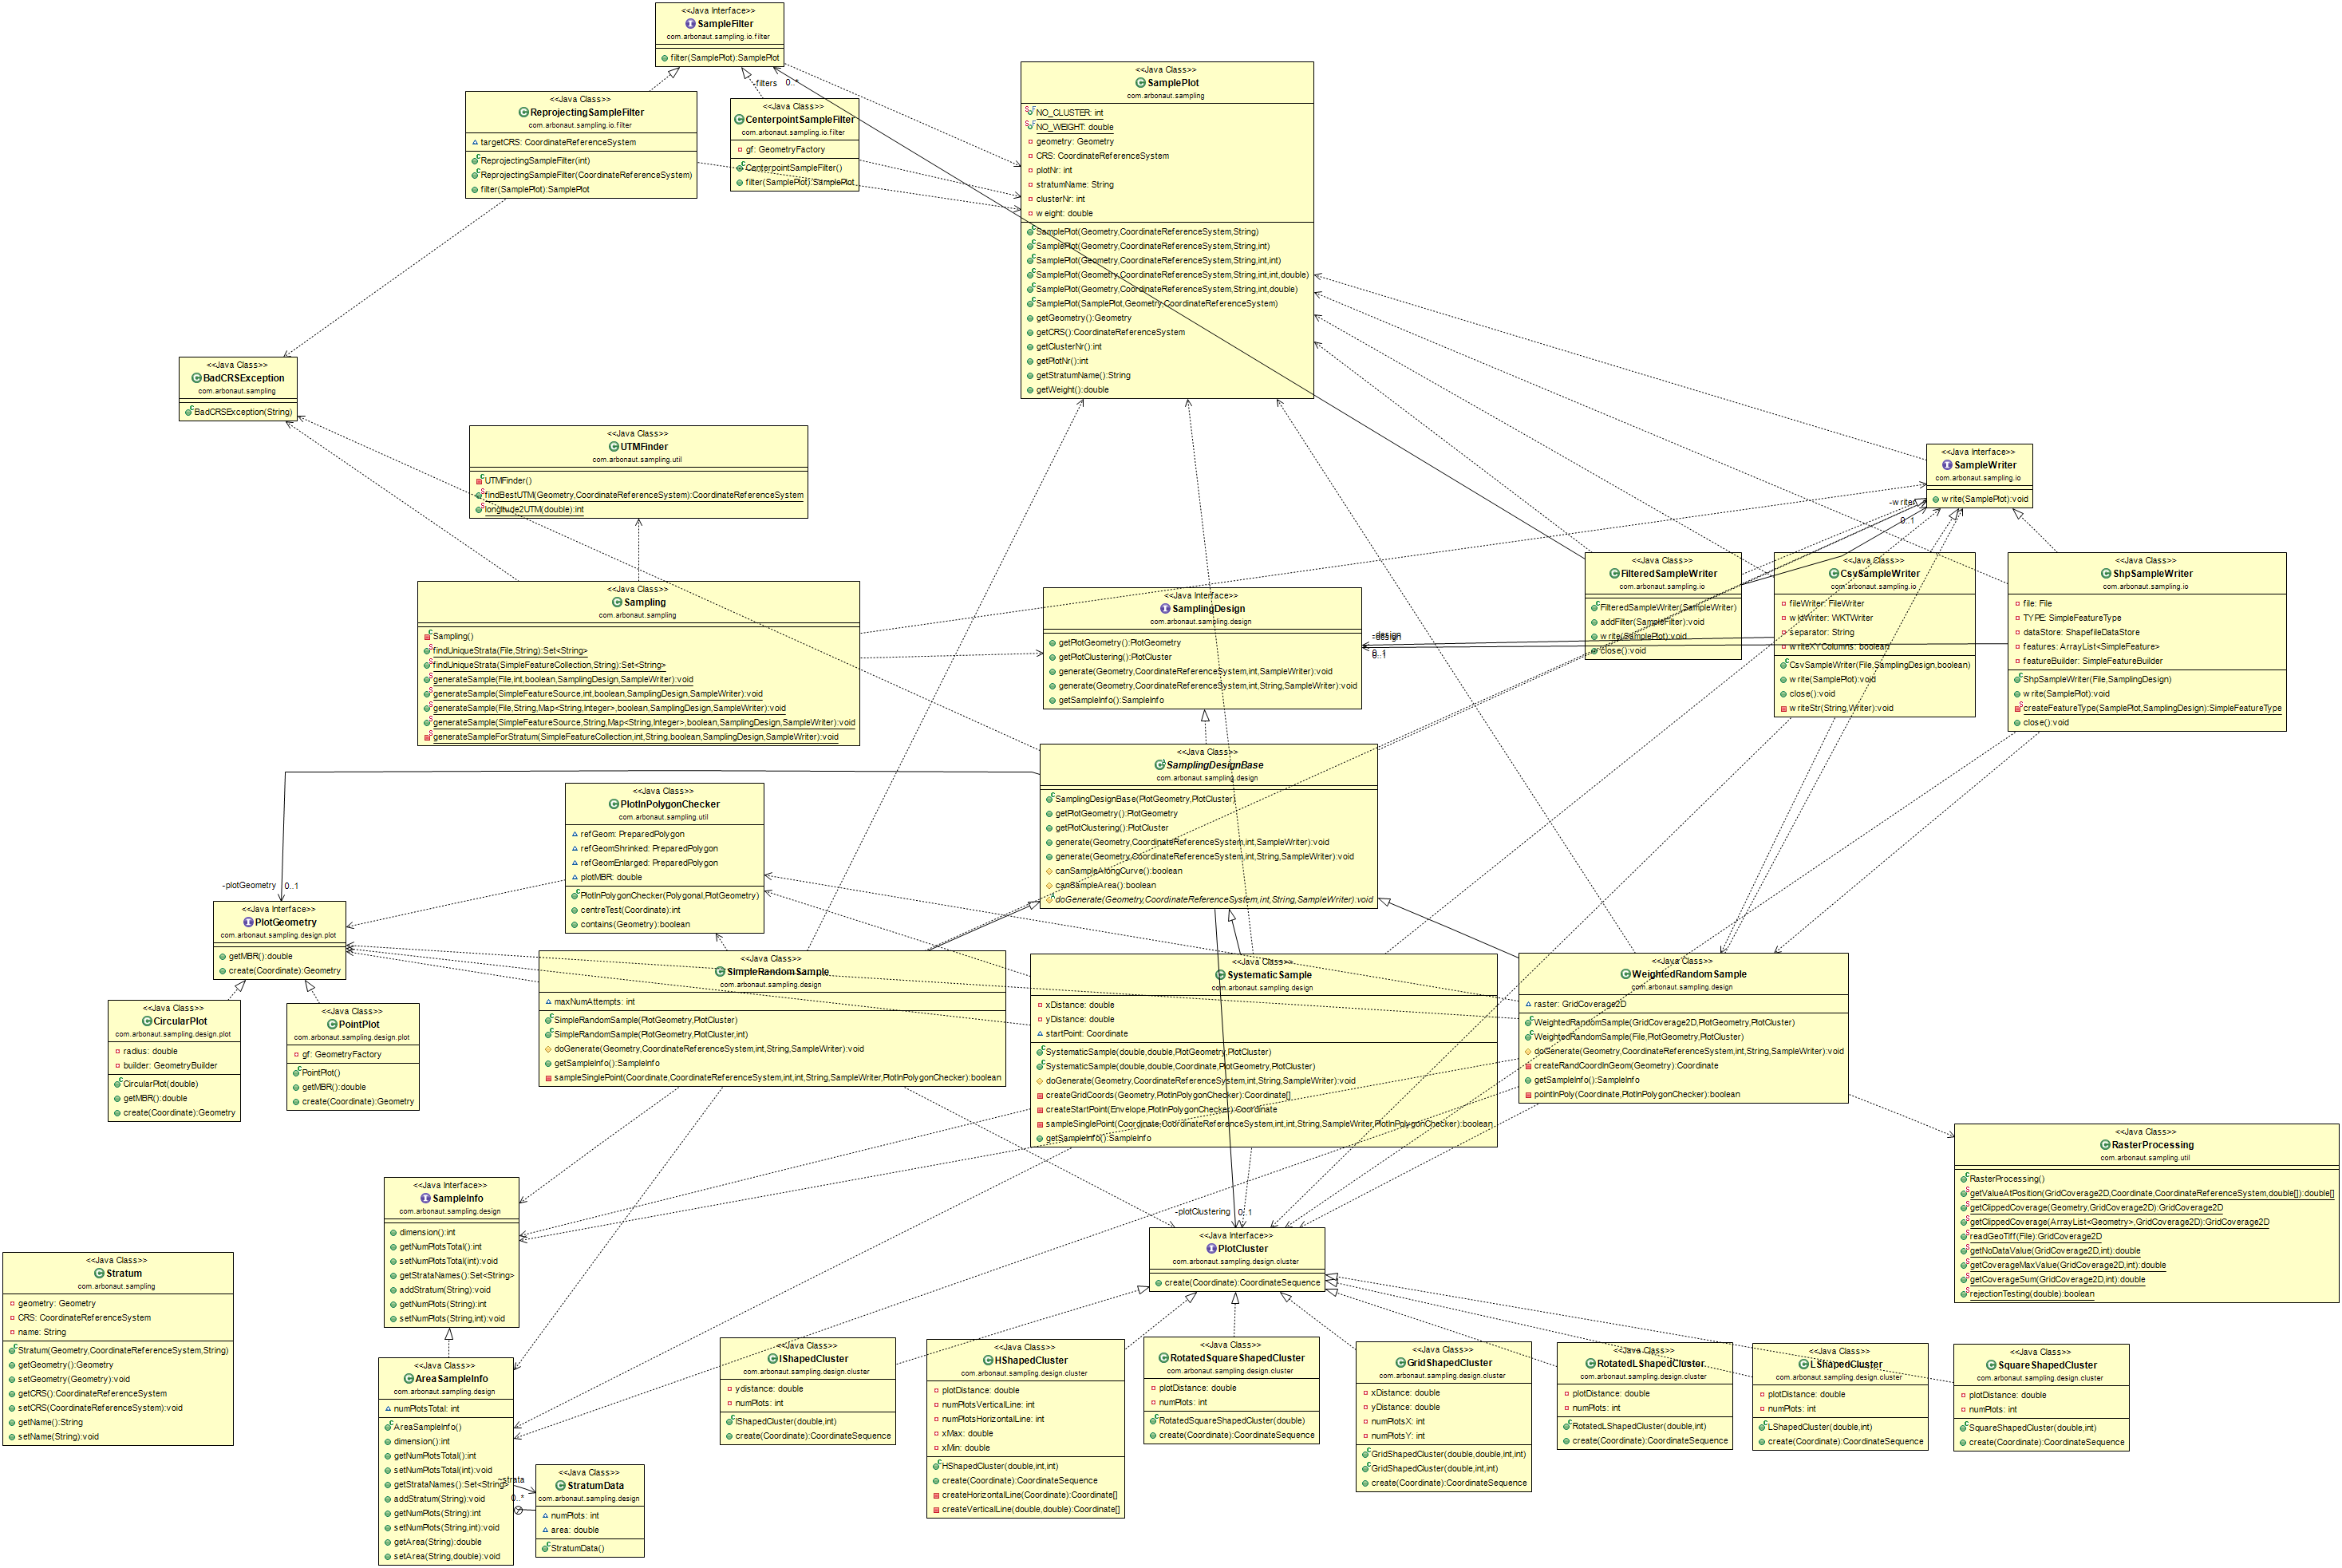 <<Java Interface>>
SampleFilter
com.arbonaut.sampling.io.filter
filter(SamplePlot):SamplePlot
-filters
0..*
<<Java Class>>
ReprojectingSampleFilter
com.arbonaut.sampling.io.filter
targetCRS: CoordinateReferenceSystem
ReprojectingSampleFilter(int)
ReprojectingSampleFilter(CoordinateReferenceSystem)
filter(SamplePlot):SamplePlot
<<Java Class>>
CenterpointSampleFilter
com.arbonaut.sampling.io.filter
gf: GeometryFactory
CenterpointSampleFilter()
filter(SamplePlot):SamplePlot
<<Java Class>>
SamplePlot
com.arbonaut.sampling
NO_CLUSTER: int
NO_WEIGHT: double
geometry: Geometry
CRS: CoordinateReferenceSystem
plotNr: int
stratumName: String
clusterNr: int
weight: double
SamplePlot(Geometry,CoordinateReferenceSystem,String)
SamplePlot(Geometry,CoordinateReferenceSystem,String,int)
SamplePlot(Geometry,CoordinateReferenceSystem,String,int,int)
SamplePlot(Geometry,CoordinateReferenceSystem,String,int,int,double)
SamplePlot(Geometry,CoordinateReferenceSystem,String,int,double)
SamplePlot(SamplePlot,Geometry,CoordinateReferenceSystem)
getGeometry():Geometry
getCRS():CoordinateReferenceSystem
getClusterNr():int
getPlotNr():int
getStratumName():String
getWeight():double
<<Java Class>>
BadCRSException
com.arbonaut.sampling
BadCRSException(String)
<<Java Class>>
UTMFinder
com.arbonaut.sampling.util
UTMFinder()
findBestUTM(Geometry,CoordinateReferenceSystem):CoordinateReferenceSystem
longitude2UTM(double):int
<<Java Interface>>
SampleWriter
com.arbonaut.sampling.io
write(SamplePlot):void
-writer
0..1
<<Java Class>>
Sampling
com.arbonaut.sampling
Sampling()
findUniqueStrata(File,String):Set<String>
findUniqueStrata(SimpleFeatureCollection,String):Set<String>
generateSample(File,int,boolean,SamplingDesign,SampleWriter):void
generateSample(SimpleFeatureSource,int,boolean,SamplingDesign,SampleWriter):void
generateSample(File,String,Map<String,Integer>,boolean,SamplingDesign,SampleWriter):void
generateSample(SimpleFeatureSource,String,Map<String,Integer>,boolean,SamplingDesign,SampleWriter):void
generateSampleForStratum(SimpleFeatureCollection,int,String,boolean,SamplingDesign,SampleWriter):void
<<Java Interface>>
SamplingDesign
com.arbonaut.sampling.design
getPlotGeometry():PlotGeometry
getPlotClustering():PlotCluster
generate(Geometry,CoordinateReferenceSystem,int,SampleWriter):void
generate(Geometry,CoordinateReferenceSystem,int,String,SampleWriter):void
getSampleInfo():SampleInfo
-design
-design
0..1
0..1
<<Java Class>>
FilteredSampleWriter
com.arbonaut.sampling.io
FilteredSampleWriter(SampleWriter)
addFilter(SampleFilter):void
write(SamplePlot):void
close():void
<<Java Class>>
CsvSampleWriter
com.arbonaut.sampling.io
fileWriter: FileWriter
wktWriter: WKTWriter
separator: String
writeXYColumns: boolean
CsvSampleWriter(File,SamplingDesign,boolean)
write(SamplePlot):void
close():void
writeStr(String,Writer):void
<<Java Class>>
ShpSampleWriter
com.arbonaut.sampling.io
file: File
TYPE: SimpleFeatureType
dataStore: ShapefileDataStore
features: ArrayList<SimpleFeature>
featureBuilder: SimpleFeatureBuilder
ShpSampleWriter(File,SamplingDesign)
write(SamplePlot):void
createFeatureType(SamplePlot,SamplingDesign):SimpleFeatureType
close():void
<<Java Class>>
SamplingDesignBase
com.arbonaut.sampling.design
SamplingDesignBase(PlotGeometry,PlotCluster)
getPlotGeometry():PlotGeometry
getPlotClustering():PlotCluster
generate(Geometry,CoordinateReferenceSystem,int,SampleWriter):void
generate(Geometry,CoordinateReferenceSystem,int,String,SampleWriter):void
canSampleAlongCurve():boolean
canSampleArea():boolean
doGenerate(Geometry,CoordinateReferenceSystem,int,String,SampleWriter):void
<<Java Class>>
PlotInPolygonChecker
com.arbonaut.sampling.util
refGeom: PreparedPolygon
refGeomShrinked: PreparedPolygon
refGeomEnlarged: PreparedPolygon
plotMBR: double
PlotInPolygonChecker(Polygonal,PlotGeometry)
centreTest(Coordinate):int
contains(Geometry):boolean
-plotGeometry
0..1
<<Java Interface>>
PlotGeometry
com.arbonaut.sampling.design.plot
getMBR():double
create(Coordinate):Geometry
<<Java Class>>
CircularPlot
com.arbonaut.sampling.design.plot
radius: double
builder: GeometryBuilder
CircularPlot(double)
getMBR():double
create(Coordinate):Geometry
<<Java Class>>
PointPlot
com.arbonaut.sampling.design.plot
gf: GeometryFactory
PointPlot()
getMBR():double
create(Coordinate):Geometry
<<Java Class>>
SimpleRandomSample
com.arbonaut.sampling.design
maxNumAttempts: int
SimpleRandomSample(PlotGeometry,PlotCluster)
SimpleRandomSample(PlotGeometry,PlotCluster,int)
doGenerate(Geometry,CoordinateReferenceSystem,int,String,SampleWriter):void
getSampleInfo():SampleInfo
sampleSinglePoint(Coordinate,CoordinateReferenceSystem,int,int,String,SampleWriter,PlotInPolygonChecker):boolean
<<Java Class>>
SystematicSample
com.arbonaut.sampling.design
xDistance: double
yDistance: double
startPoint: Coordinate
SystematicSample(double,double,PlotGeometry,PlotCluster)
SystematicSample(double,double,Coordinate,PlotGeometry,PlotCluster)
doGenerate(Geometry,CoordinateReferenceSystem,int,String,SampleWriter):void
createGridCoords(Geometry,PlotInPolygonChecker):Coordinate[]
createStartPoint(Envelope,PlotInPolygonChecker):Coordinate
sampleSinglePoint(Coordinate,CoordinateReferenceSystem,int,int,String,SampleWriter,PlotInPolygonChecker):boolean
getSampleInfo():SampleInfo
<<Java Class>>
WeightedRandomSample
com.arbonaut.sampling.design
raster: GridCoverage2D
WeightedRandomSample(GridCoverage2D,PlotGeometry,PlotCluster)
WeightedRandomSample(File,PlotGeometry,PlotCluster)
doGenerate(Geometry,CoordinateReferenceSystem,int,String,SampleWriter):void
createRandCoordInGeom(Geometry):Coordinate
getSampleInfo():SampleInfo
pointInPoly(Coordinate,PlotInPolygonChecker):boolean
<<Java Class>>
RasterProcessing
com.arbonaut.sampling.util
RasterProcessing()
getValueAtPosition(GridCoverage2D,Coordinate,CoordinateReferenceSystem,double[]):double[]
getClippedCoverage(Geometry,GridCoverage2D):GridCoverage2D
getClippedCoverage(ArrayList<Geometry>,GridCoverage2D):GridCoverage2D
readGeoTiff(File):GridCoverage2D
getNoDataValue(GridCoverage2D,int):double
getCoverageMaxValue(GridCoverage2D,int):double
getCoverageSum(GridCoverage2D,int):double
rejectionTesting(double):boolean
<<Java Interface>>
SampleInfo
com.arbonaut.sampling.design
dimension():int
getNumPlotsTotal():int
setNumPlotsTotal(int):void
getStrataNames():Set<String>
addStratum(String):void
getNumPlots(String):int
setNumPlots(String,int):void
-plotClustering
0..1
<<Java Interface>>
PlotCluster
com.arbonaut.sampling.design.cluster
create(Coordinate):CoordinateSequence
<<Java Class>>
Stratum
com.arbonaut.sampling
geometry: Geometry
CRS: CoordinateReferenceSystem
name: String
Stratum(Geometry,CoordinateReferenceSystem,String)
getGeometry():Geometry
setGeometry(Geometry):void
getCRS():CoordinateReferenceSystem
setCRS(CoordinateReferenceSystem):void
getName():String
setName(String):void
<<Java Class>>
AreaSampleInfo
com.arbonaut.sampling.design
numPlotsTotal: int
AreaSampleInfo()
dimension():int
getNumPlotsTotal():int
setNumPlotsTotal(int):void
getStrataNames():Set<String>
addStratum(String):void
getNumPlots(String):int
setNumPlots(String,int):void
getArea(String):double
setArea(String,double):void
~strata
0..*
<<Java Class>>
StratumData
com.arbonaut.sampling.design
numPlots: int
area: double
StratumData()
<<Java Class>>
IShapedCluster
com.arbonaut.sampling.design.cluster
ydistance: double
numPlots: int
IShapedCluster(double,int)
create(Coordinate):CoordinateSequence
<<Java Class>>
HShapedCluster
com.arbonaut.sampling.design.cluster
plotDistance: double
numPlotsVerticalLine: int
numPlotsHorizontalLine: int
xMax: double
xMin: double
HShapedCluster(double,int,int)
create(Coordinate):CoordinateSequence
createHorizontalLine(Coordinate):Coordinate[]
createVerticalLine(double,double):Coordinate[]
<<Java Class>>
RotatedSquareShapedCluster
com.arbonaut.sampling.design.cluster
plotDistance: double
numPlots: int
RotatedSquareShapedCluster(double)
create(Coordinate):CoordinateSequence
<<Java Class>>
GridShapedCluster
com.arbonaut.sampling.design.cluster
xDistance: double
yDistance: double
numPlotsX: int
numPlotsY: int
GridShapedCluster(double,double,int,int)
GridShapedCluster(double,int,int)
create(Coordinate):CoordinateSequence
<<Java Class>>
RotatedLShapedCluster
com.arbonaut.sampling.design.cluster
plotDistance: double
numPlots: int
RotatedLShapedCluster(double,int)
create(Coordinate):CoordinateSequence
<<Java Class>>
LShapedCluster
com.arbonaut.sampling.design.cluster
plotDistance: double
numPlots: int
LShapedCluster(double,int)
create(Coordinate):CoordinateSequence
<<Java Class>>
SquareShapedCluster
com.arbonaut.sampling.design.cluster
plotDistance: double
numPlots: int
SquareShapedCluster(double,int)
create(Coordinate):CoordinateSequence